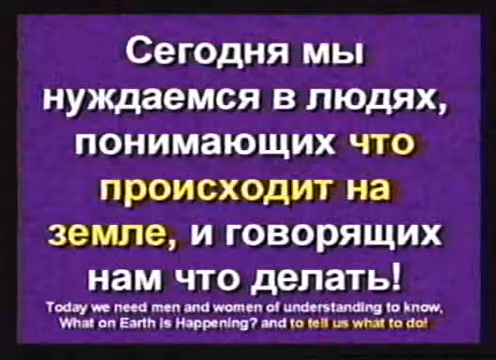 Сегодня мы
нуждаемся в людях,
понимающих что
происходит на
земле, и говорящих
нам что делать!
Today we need men and women of understanding to know,
What on Earth is Happening? and to tell us what to do!